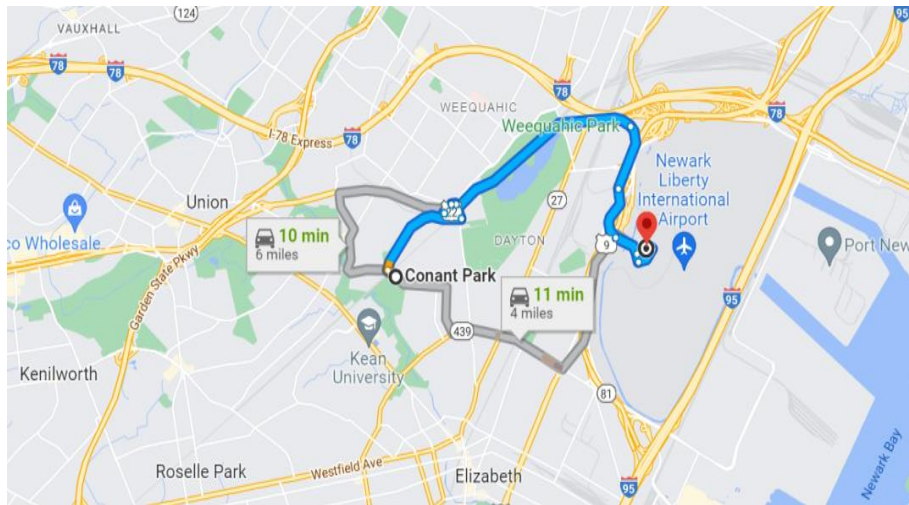 124
VAUXHALL
95
78
78
78
78
WEEQUAHIC
I-78 Express
78
Weequahic Park
27
Newark
Liberty
International
Airport
Union
22
DAYTON
9
co Wholesale
10 min
6 miles
Port New
Garden State Pkwy
Conant Park
11 min
4 miles
95
439
Kean
University
Kenilworth
81
Roselle Park
Westfield Ave
Elizabeth
95
Newark Bay